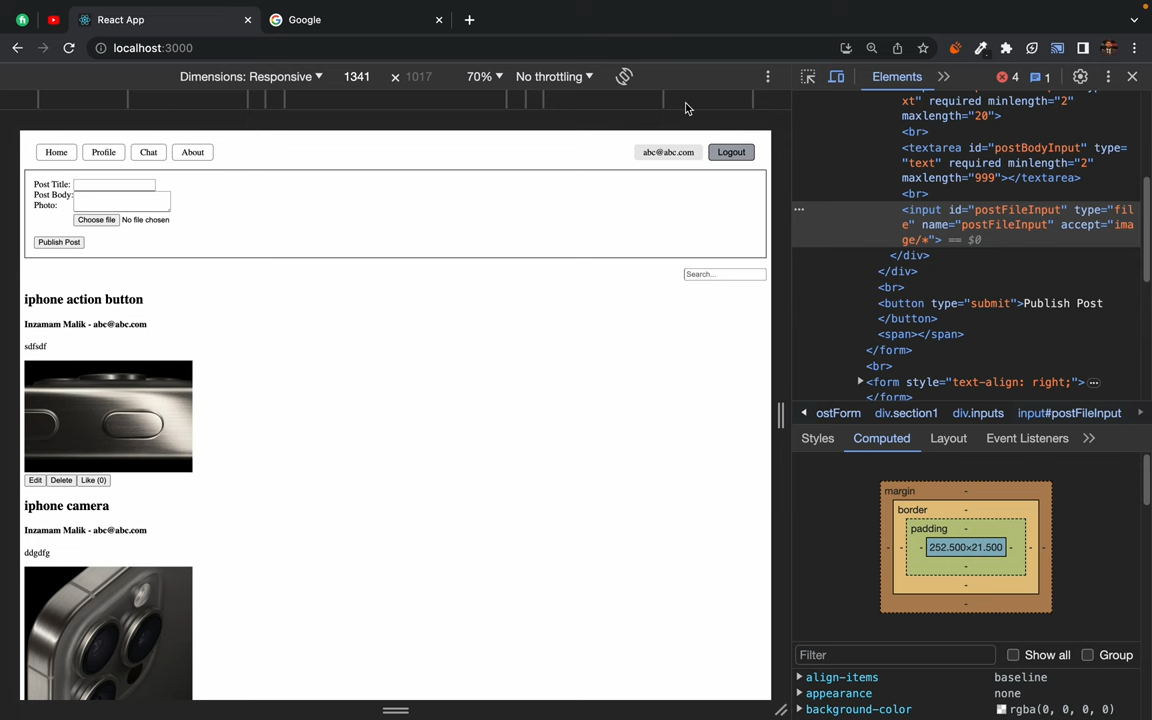 React App
Google
localhost:3000
Dimensions: Responsive 1341 × 1017 70% No throttling
Elements 4 1
xt" required minlength="2"
maxlength="20">
<br>
<textarea id="postBodyInput" type=
"text" required minlength="2"
maxlength="999"></textarea>
<br>
<input id="postFileInput" type="fil
e" name="postFileInput" accept="ima
ge/*"> == $0
</div>
</div>
<br>
<button type="submit">Publish Post
</button>
<span></span>
</form>
<br>
<form style="text-align: right;">
</form>
ostForm div.section1 div.inputs input#postFileInput
Styles Computed Layout Event Listeners
margin -
border -
padding -
- - - 252.500×21.500 - - -
-
-
-
Filter Show all Group
align-items baseline
appearance none
background-color rgba(0, 0, 0, 0)
Home Profile Chat About abc@abc.com Logout
Post Title:
Post Body:
Photo:
Choose file No file chosen
Publish Post
Search...
iphone action button
Inzamam Malik - abc@abc.com
sdfsdf
Edit Delete Like (0)
iphone camera
Inzamam Malik - abc@abc.com
ddgdfg